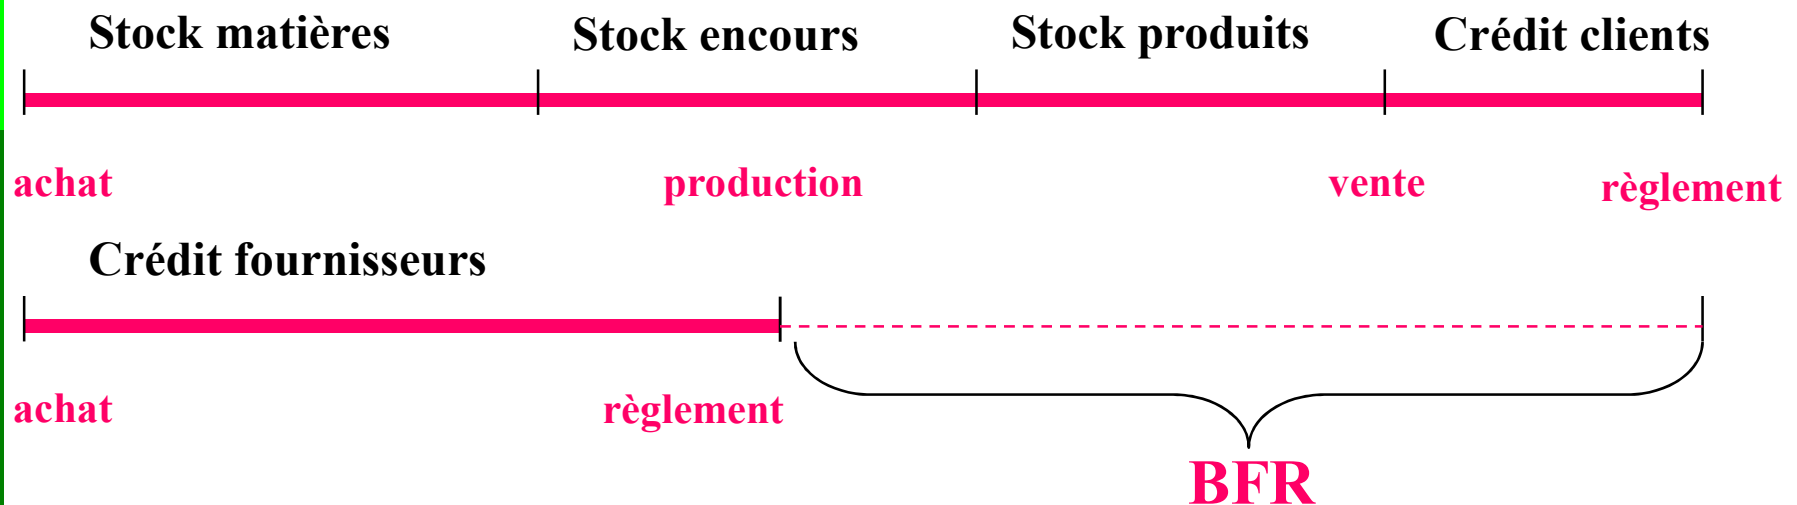 Stock matières Stock encours Stock produits Crédit clients
achat production vente règlement
Crédit fournisseurs
achat règlement
BFR